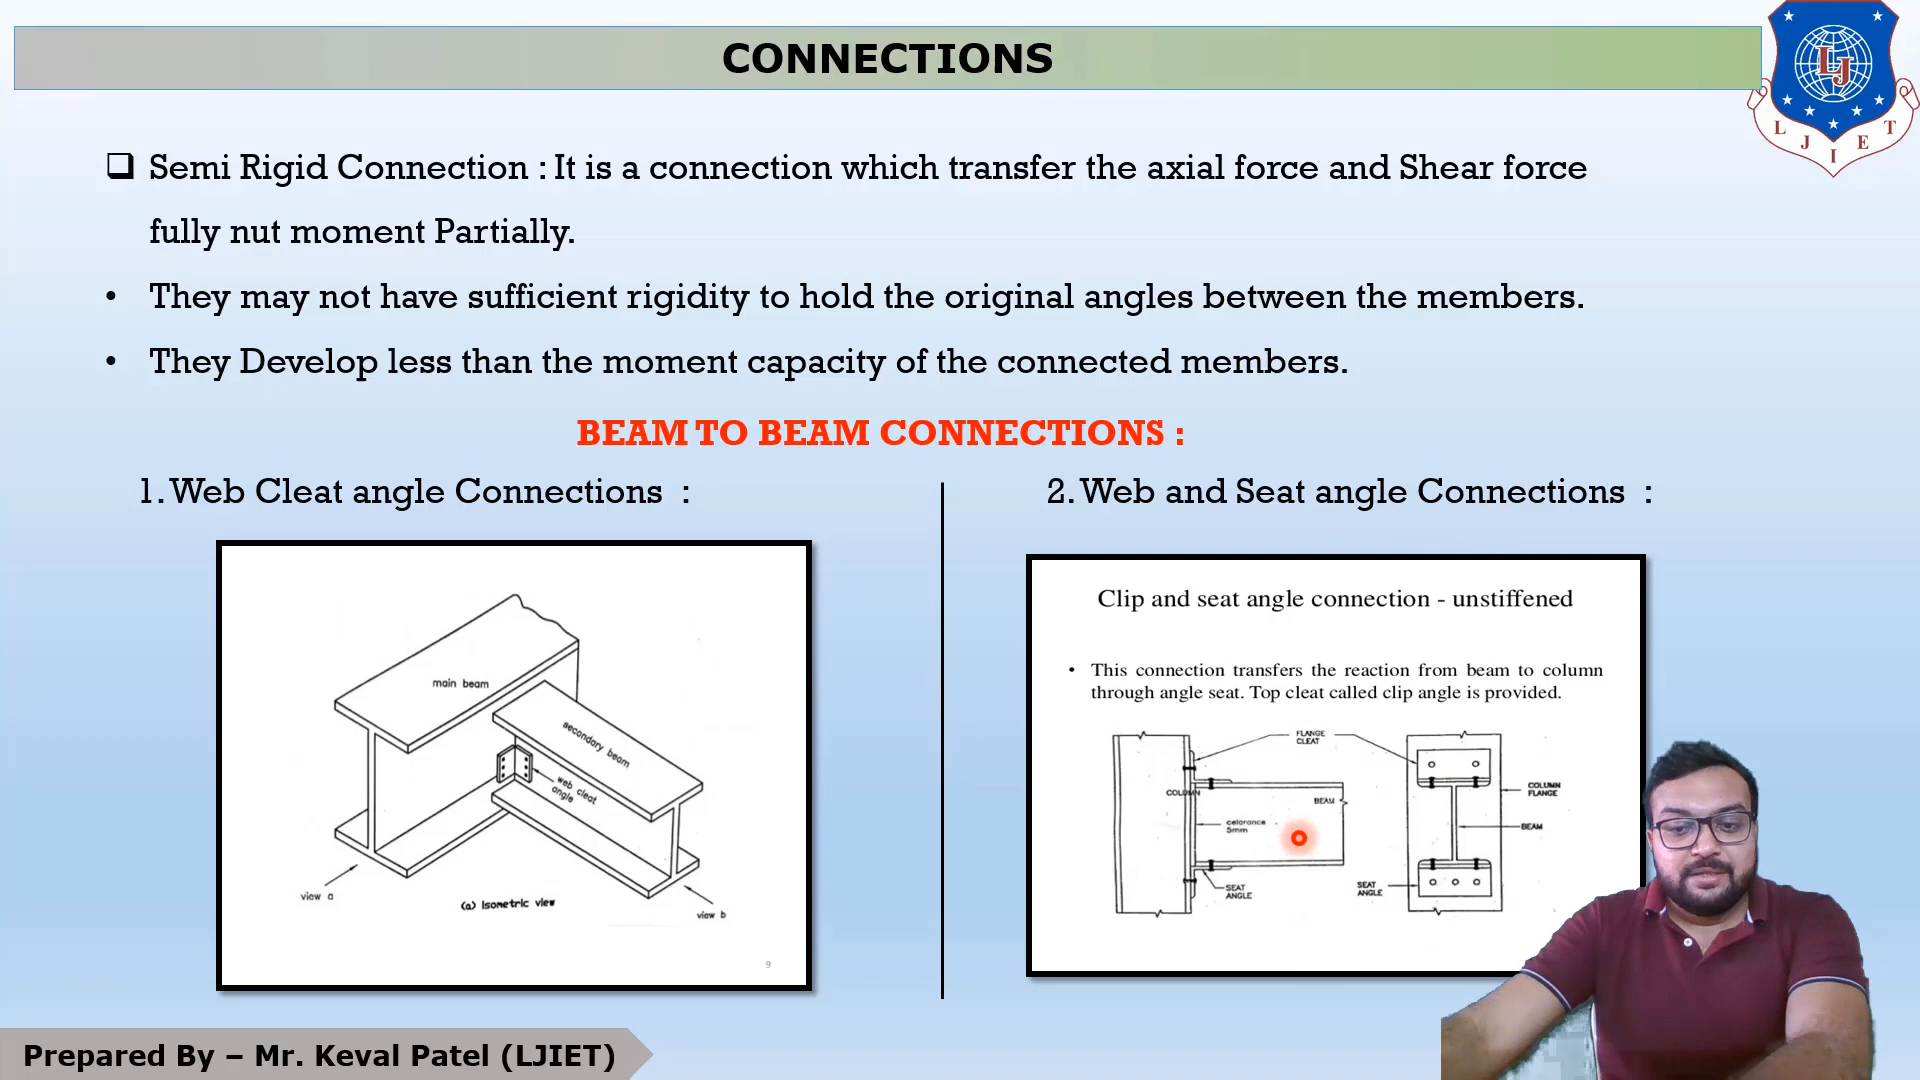 CONNECTIONS
LJ
L J I E T
❑ Semi Rigid Connection : It is a connection which transfer the axial force and Shear force
fully nut moment Partially.
• They may not have sufficient rigidity to hold the original angles between the members.
• They Develop less than the moment capacity of the connected members.
BEAM TO BEAM CONNECTIONS :
1. Web Cleat angle Connections :
main beam
secondary beam
web cleat
angle
view a
(a) Isometric view
view b
9
2. Web and Seat angle Connections :
Clip and seat angle connection - unstiffened
• This connection transfers the reaction from beam to column
through angle seat. Top cleat called clip angle is provided.
FLANGE
CLEAT
COLUMN
BEAM
celarance
5mm
SEAT
ANGLE
COLUMN
FLANGE
BEAM
SEAT
ANGLE
Prepared By – Mr. Keval Patel (LJIET)